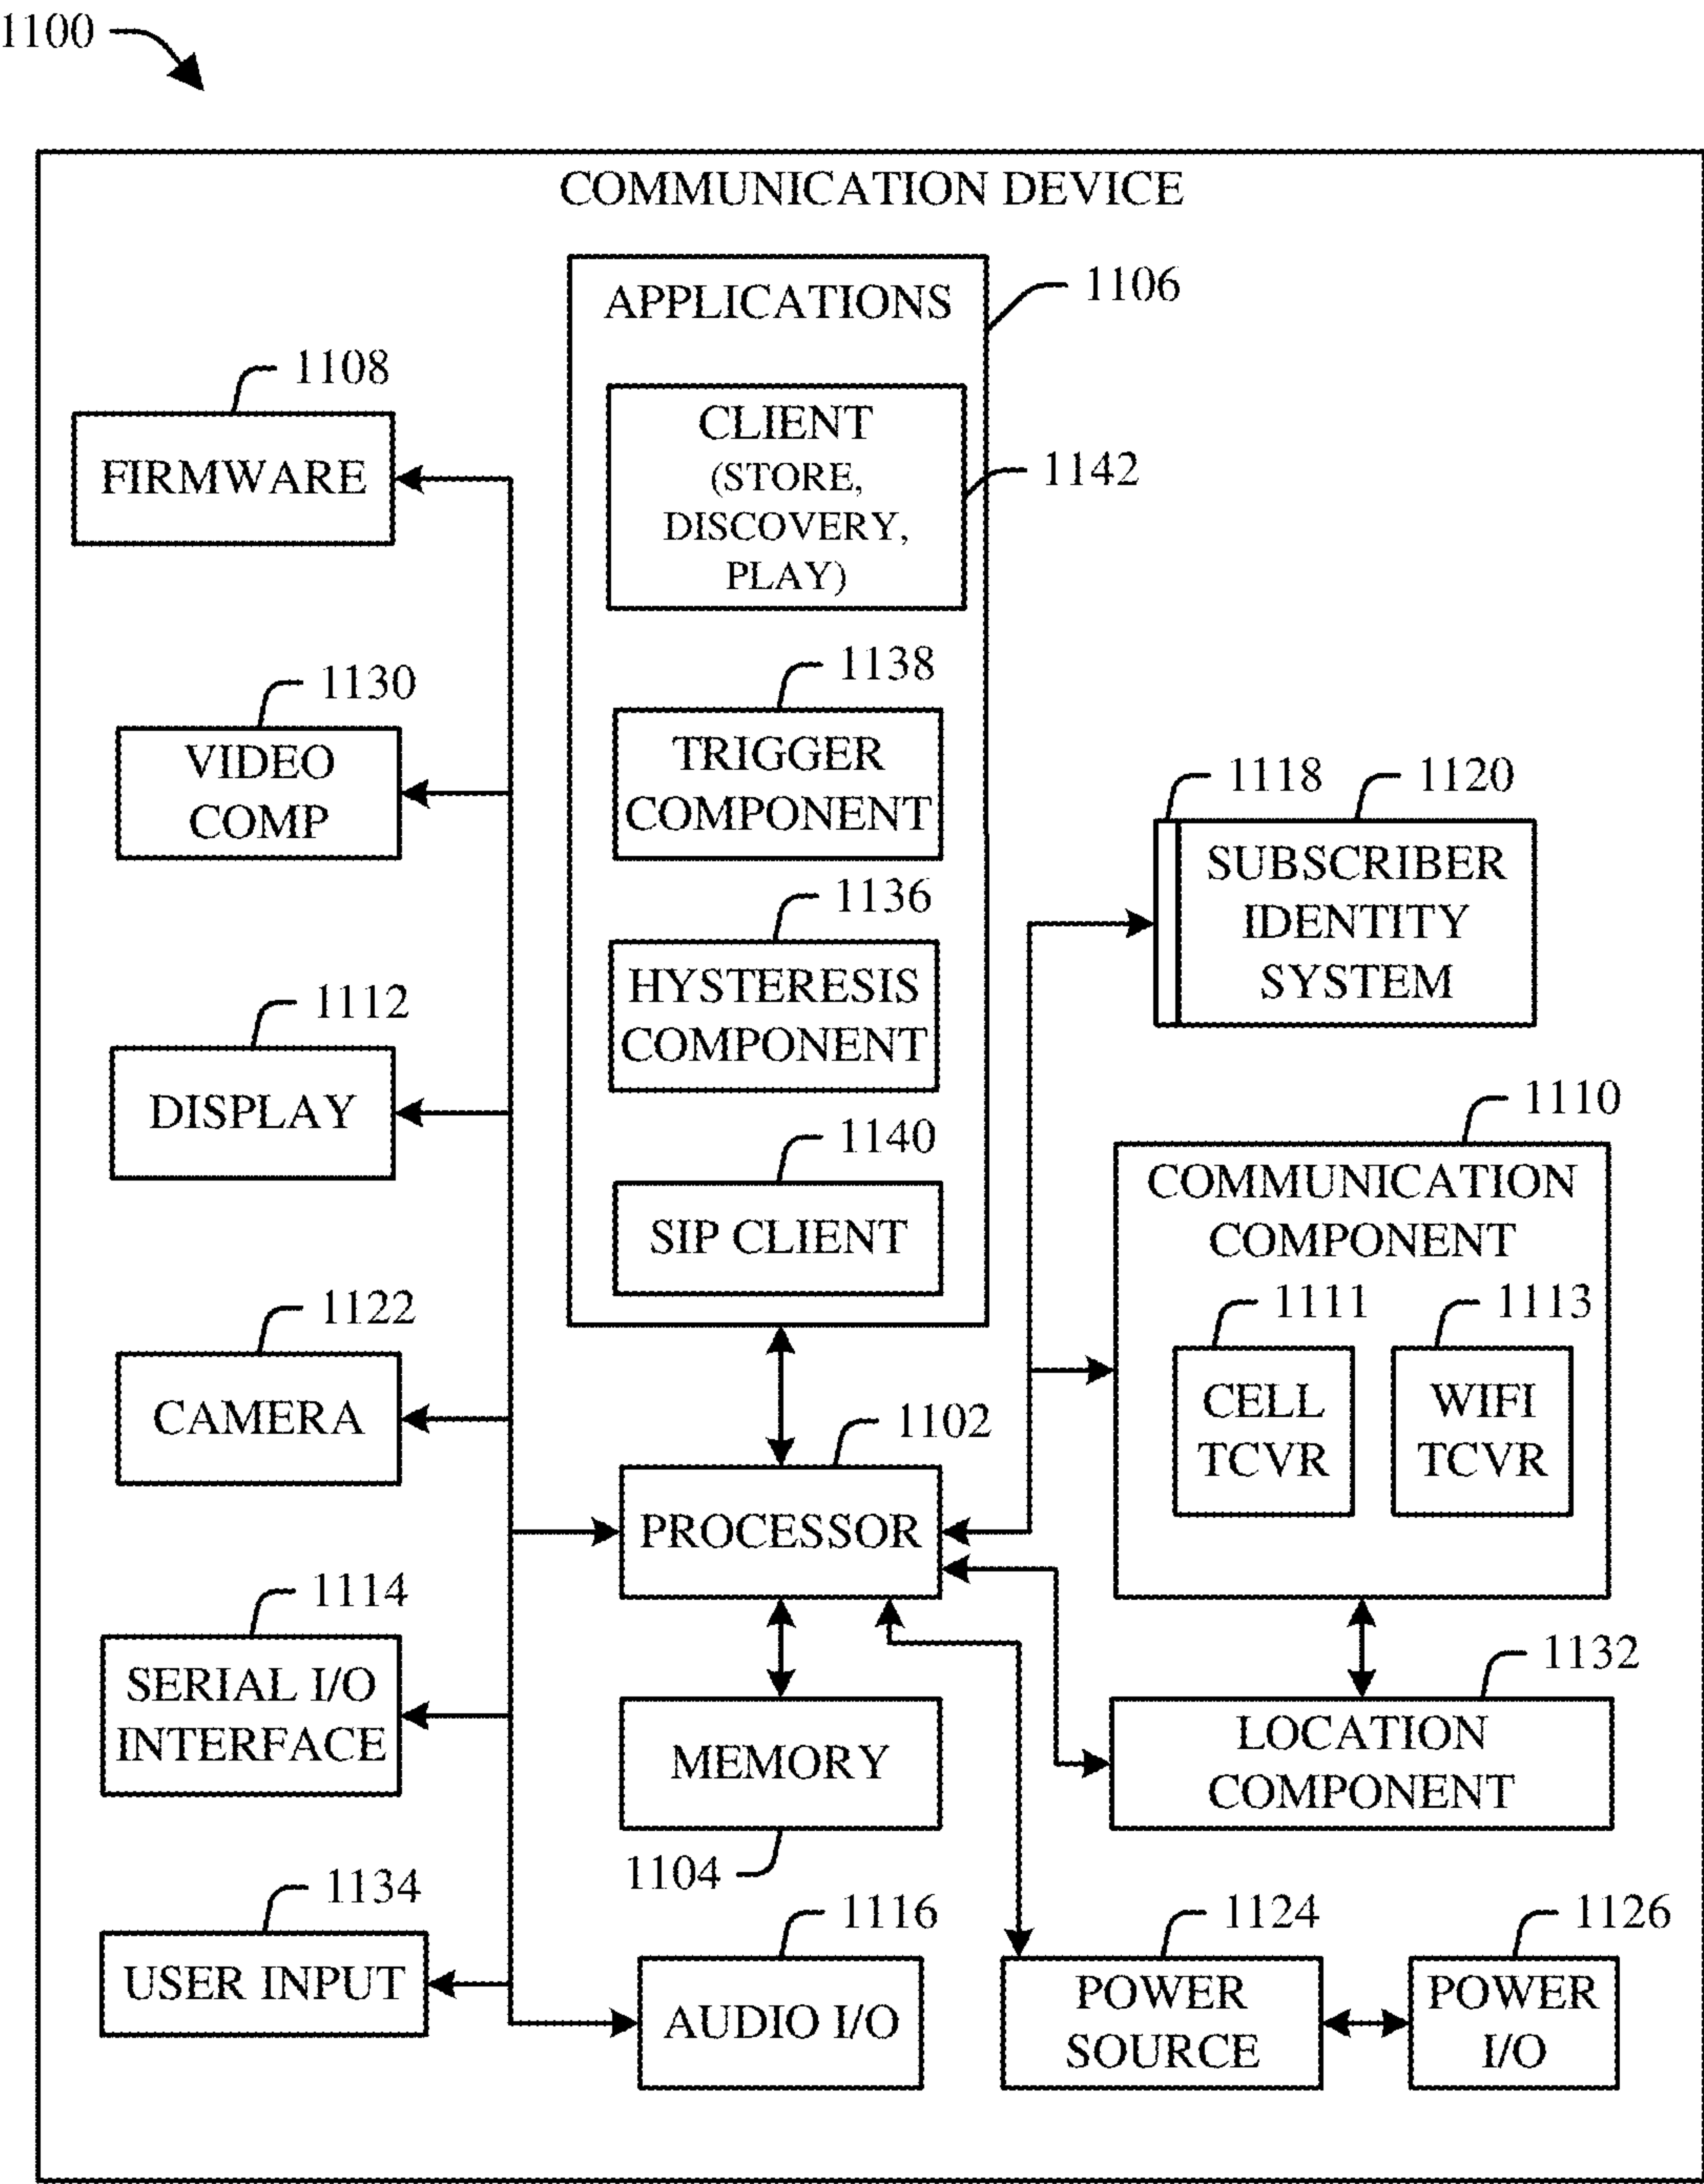 1100
COMMUNICATION DEVICE
APPLICATIONS
1106
CLIENT
(STORE,
DISCOVERY,
PLAY)
1142
1138
TRIGGER
COMPONENT
1136
HYSTERESIS
COMPONENT
1140
SIP CLIENT
1108
FIRMWARE
1130
VIDEO
COMP
1112
DISPLAY
1122
CAMERA
1114
SERIAL I/O
INTERFACE
1134
USER INPUT
1102
PROCESSOR
MEMORY
1104
1116
AUDIO I/O
1118
1120
SUBSCRIBER
IDENTITY
SYSTEM
1110
COMMUNICATION
COMPONENT
1111
CELL
TCVR
1113
WIFI
TCVR
1132
LOCATION
COMPONENT
1124
POWER
SOURCE
1126
POWER
I/O